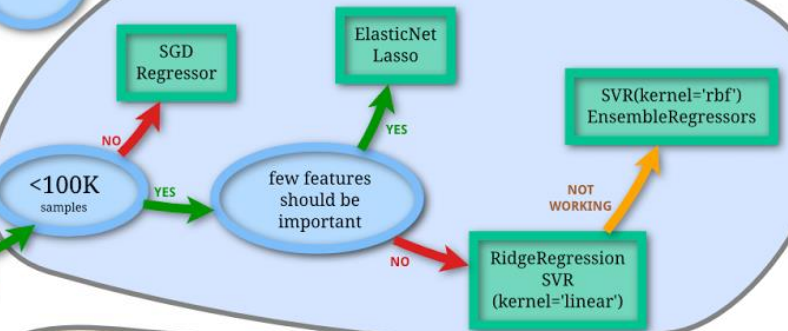 SGD
Regressor
ElasticNet
Lasso
SVR(kernel='rbf')
EnsembleRegressors
NO
YES
<100K
samples
YES
few features
should be
important
NOT
WORKING
NO
RidgeRegression
SVR
(kernel='linear')